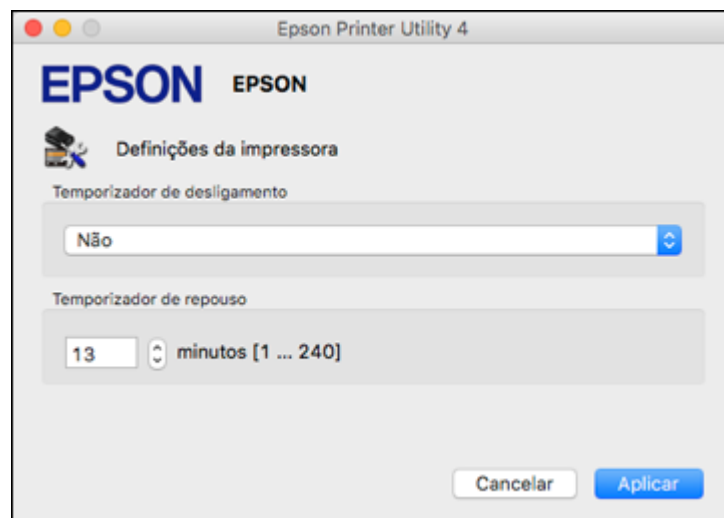 Epson Printer Utility 4
EPSON EPSON
Definições da impressora
Temporizador de desligamento
Não
Temporizador de repouso
13 minutos [1 ... 240]
Cancelar Aplicar